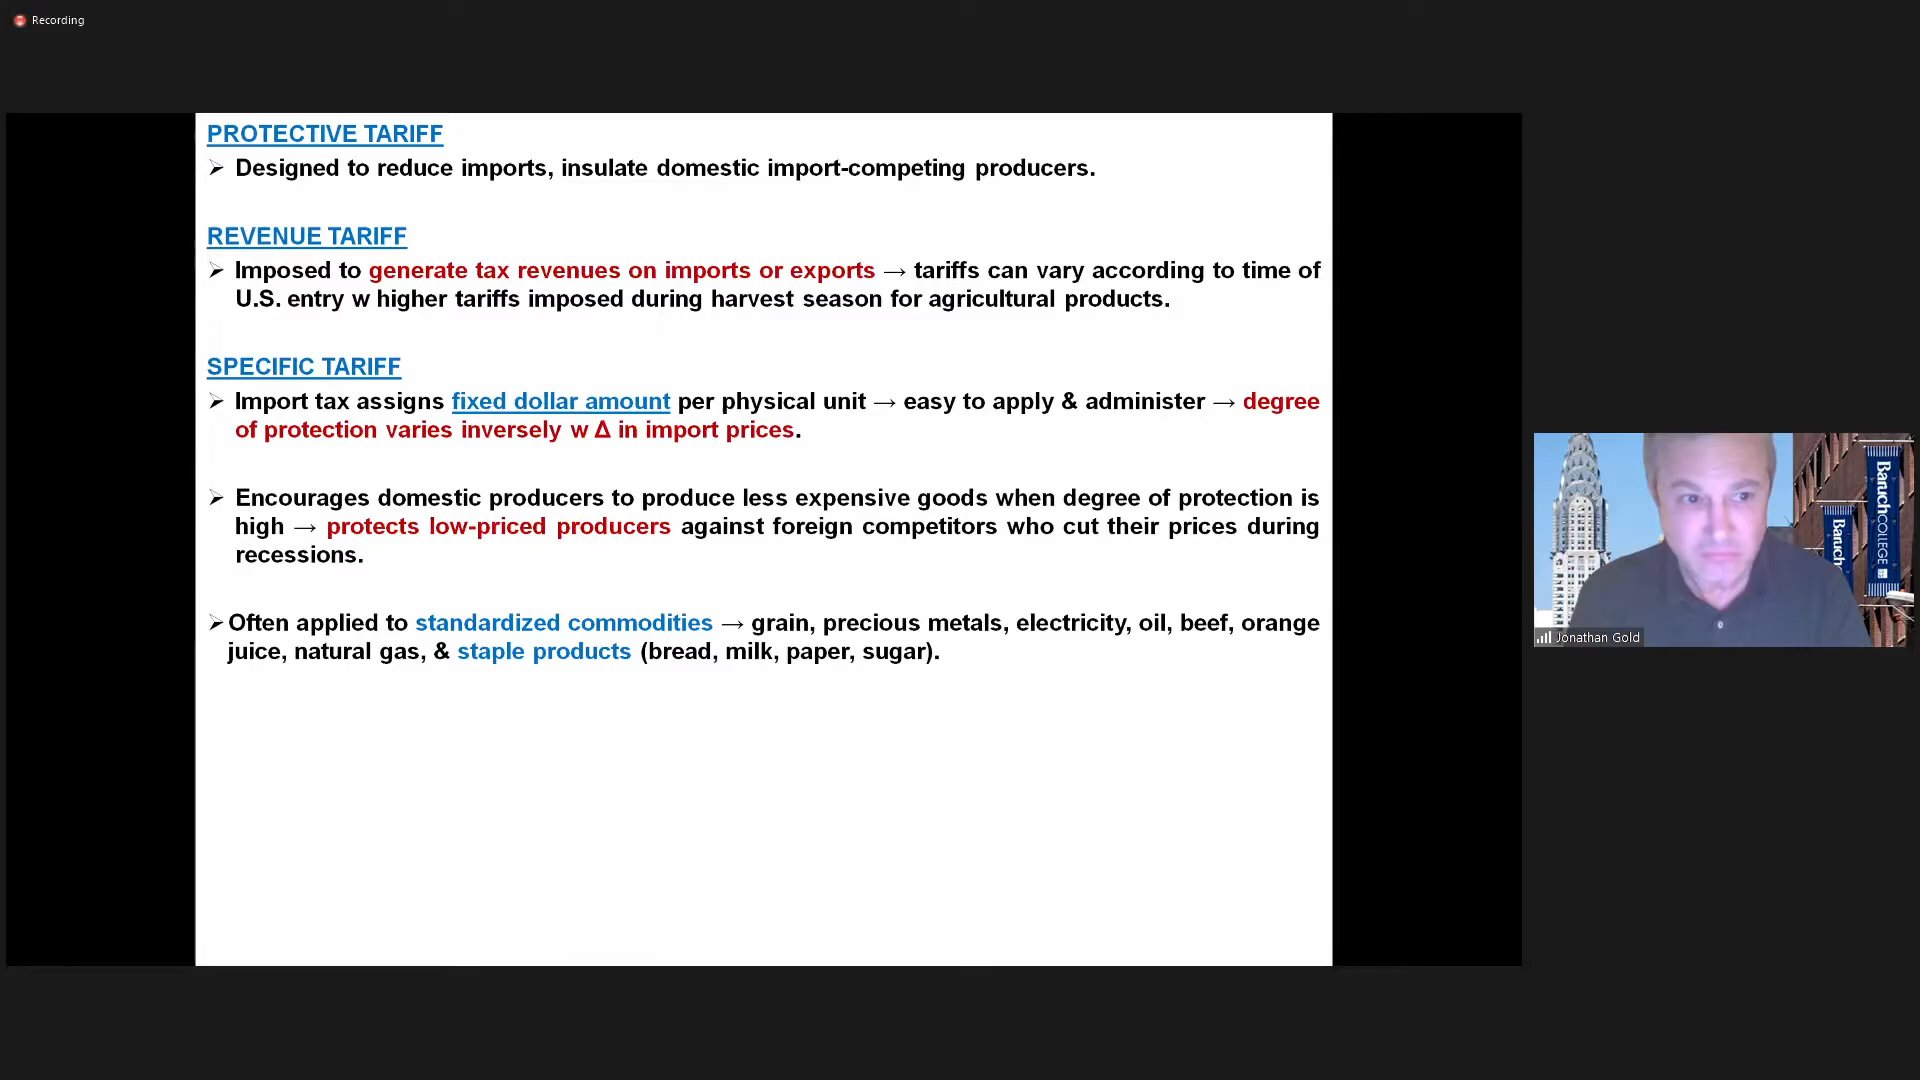 Recording
PROTECTIVE TARIFF
➢ Designed to reduce imports, insulate domestic import-competing producers.
REVENUE TARIFF
➢ Imposed to generate tax revenues on imports or exports → tariffs can vary according to time of
U.S. entry w higher tariffs imposed during harvest season for agricultural products.
SPECIFIC TARIFF
➢ Import tax assigns fixed dollar amount per physical unit → easy to apply & administer → degree
of protection varies inversely w Δ in import prices.
➢ Encourages domestic producers to produce less expensive goods when degree of protection is
high → protects low-priced producers against foreign competitors who cut their prices during
recessions.
➢ Often applied to standardized commodities → grain, precious metals, electricity, oil, beef, orange
juice, natural gas, & staple products (bread, milk, paper, sugar).
Baruch COLLEGE
Baruch
Jonathan Gold